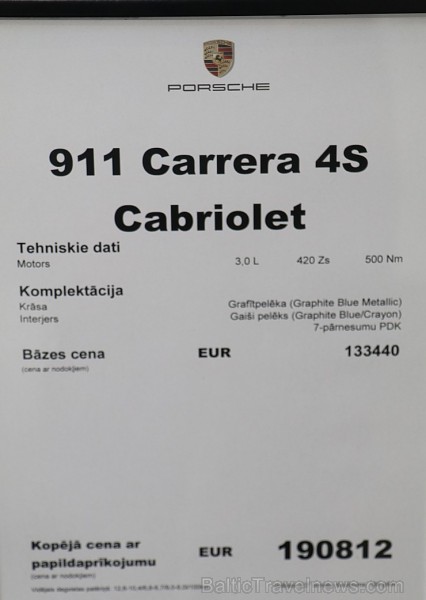 PORSCHE
911 Carrera 4S
Cabriolet
Tehniskie dati
Motors 3,0 L 420 Zs 500 Nm
Komplektācija
Krāsa Grafītpelēka (Graphite Blue Metallic)
Interjers Gaiši pelēks (Graphite Blue/Crayon)
7-pārnesumu PDK
Bāzes cena EUR 133440
(cena ar nodokļiem)
Kopējā cena ar
papildaprīkojumu EUR 190812
(cena ar nodokļiem)
BalticTravelnews.com